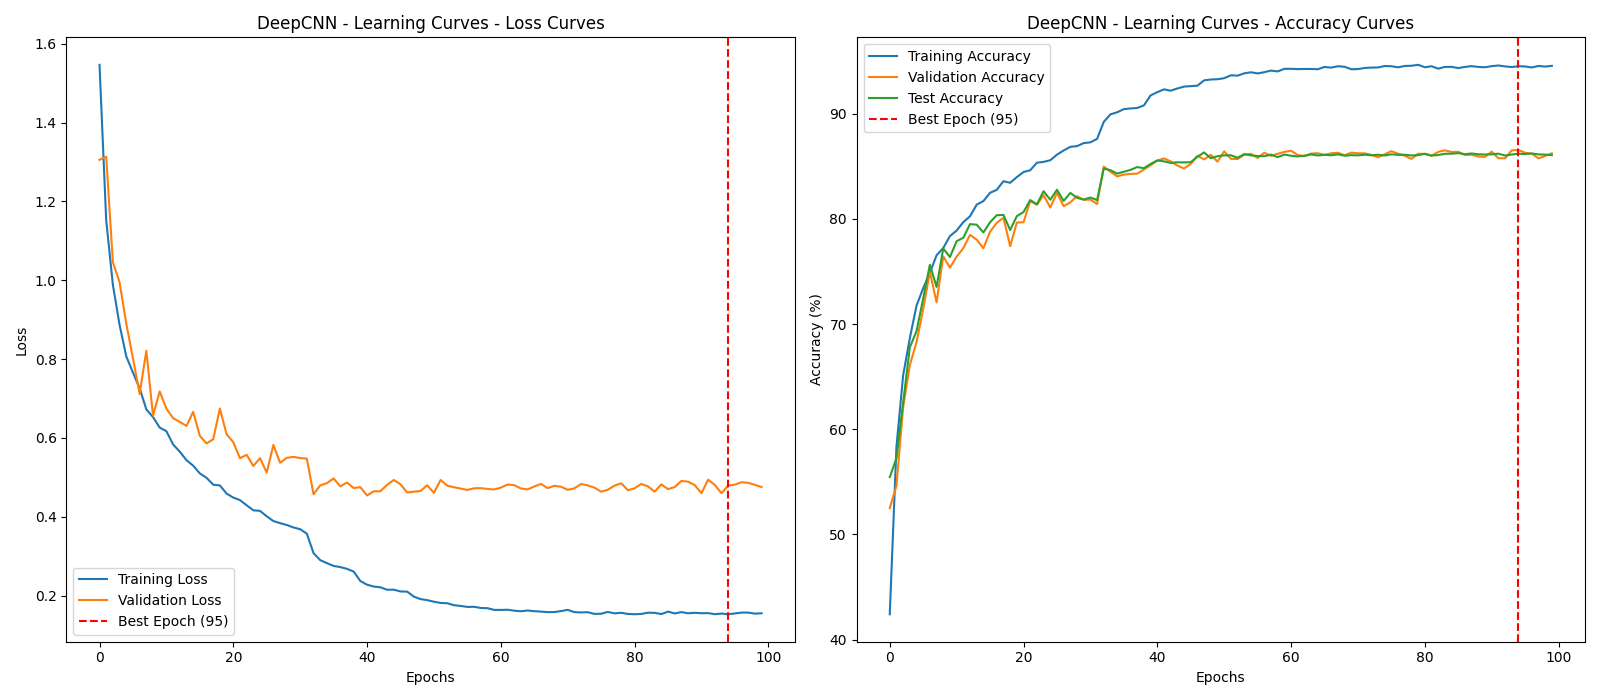 DeepCNN - Learning Curves - Loss Curves
1.6
1.4
1.2
1.0
0.8
0.6
0.4
0.2
Loss
Training Loss
Validation Loss
Best Epoch (95)
0 20 40 60 80 100
Epochs
DeepCNN - Learning Curves - Accuracy Curves
Training Accuracy
Validation Accuracy
Test Accuracy
Best Epoch (95)
90
80
70
60
50
40
Accuracy (%)
0 20 40 60 80 100
Epochs